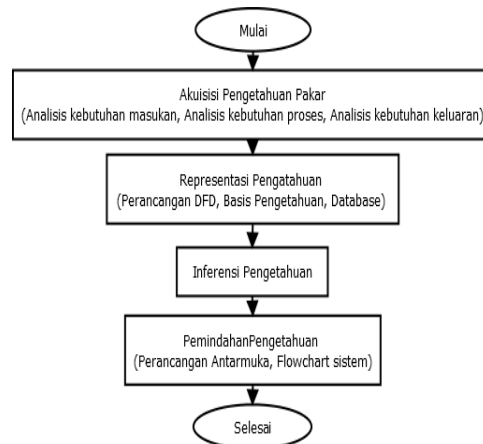 Mulai
Akuisisi Pengetahuan Pakar
(Analisis kebutuhan masukan, Analisis kebutuhan proses, Analisis kebutuhan keluaran)
Representasi Pengatahuan
(Perancangan DFD, Basis Pengetahuan, Database)
Inferensi Pengetahuan
PemindahanPengetahuan
(Perancangan Antarmuka, Flowchart sistem)
Selesai